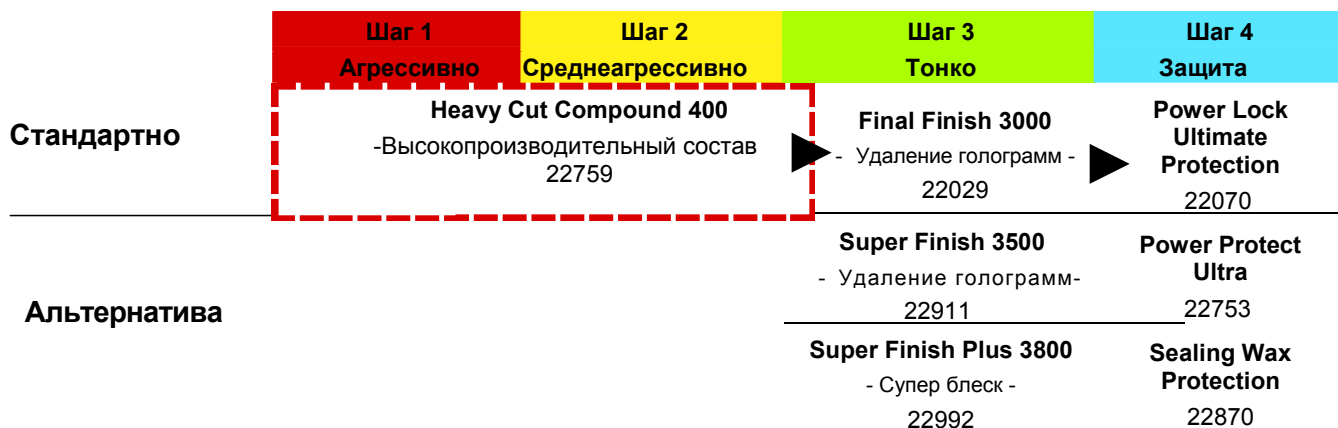 Шаг 1 Шаг 2 Шаг 3 Шаг 4
Агрессивно Среднеагрессивно Тонко Защита
Стандартно
Heavy Cut Compound 400
-Высокопроизводительный состав
22759
Final Finish 3000
- Удаление голограмм -
22029
Power Lock
Ultimate
Protection
22070
Альтернатива
Super Finish 3500
- Удаление голограмм-
22911
Power Protect
Ultra
22753
Super Finish Plus 3800
- Супер блеск -
22992
Sealing Wax
Protection
22870